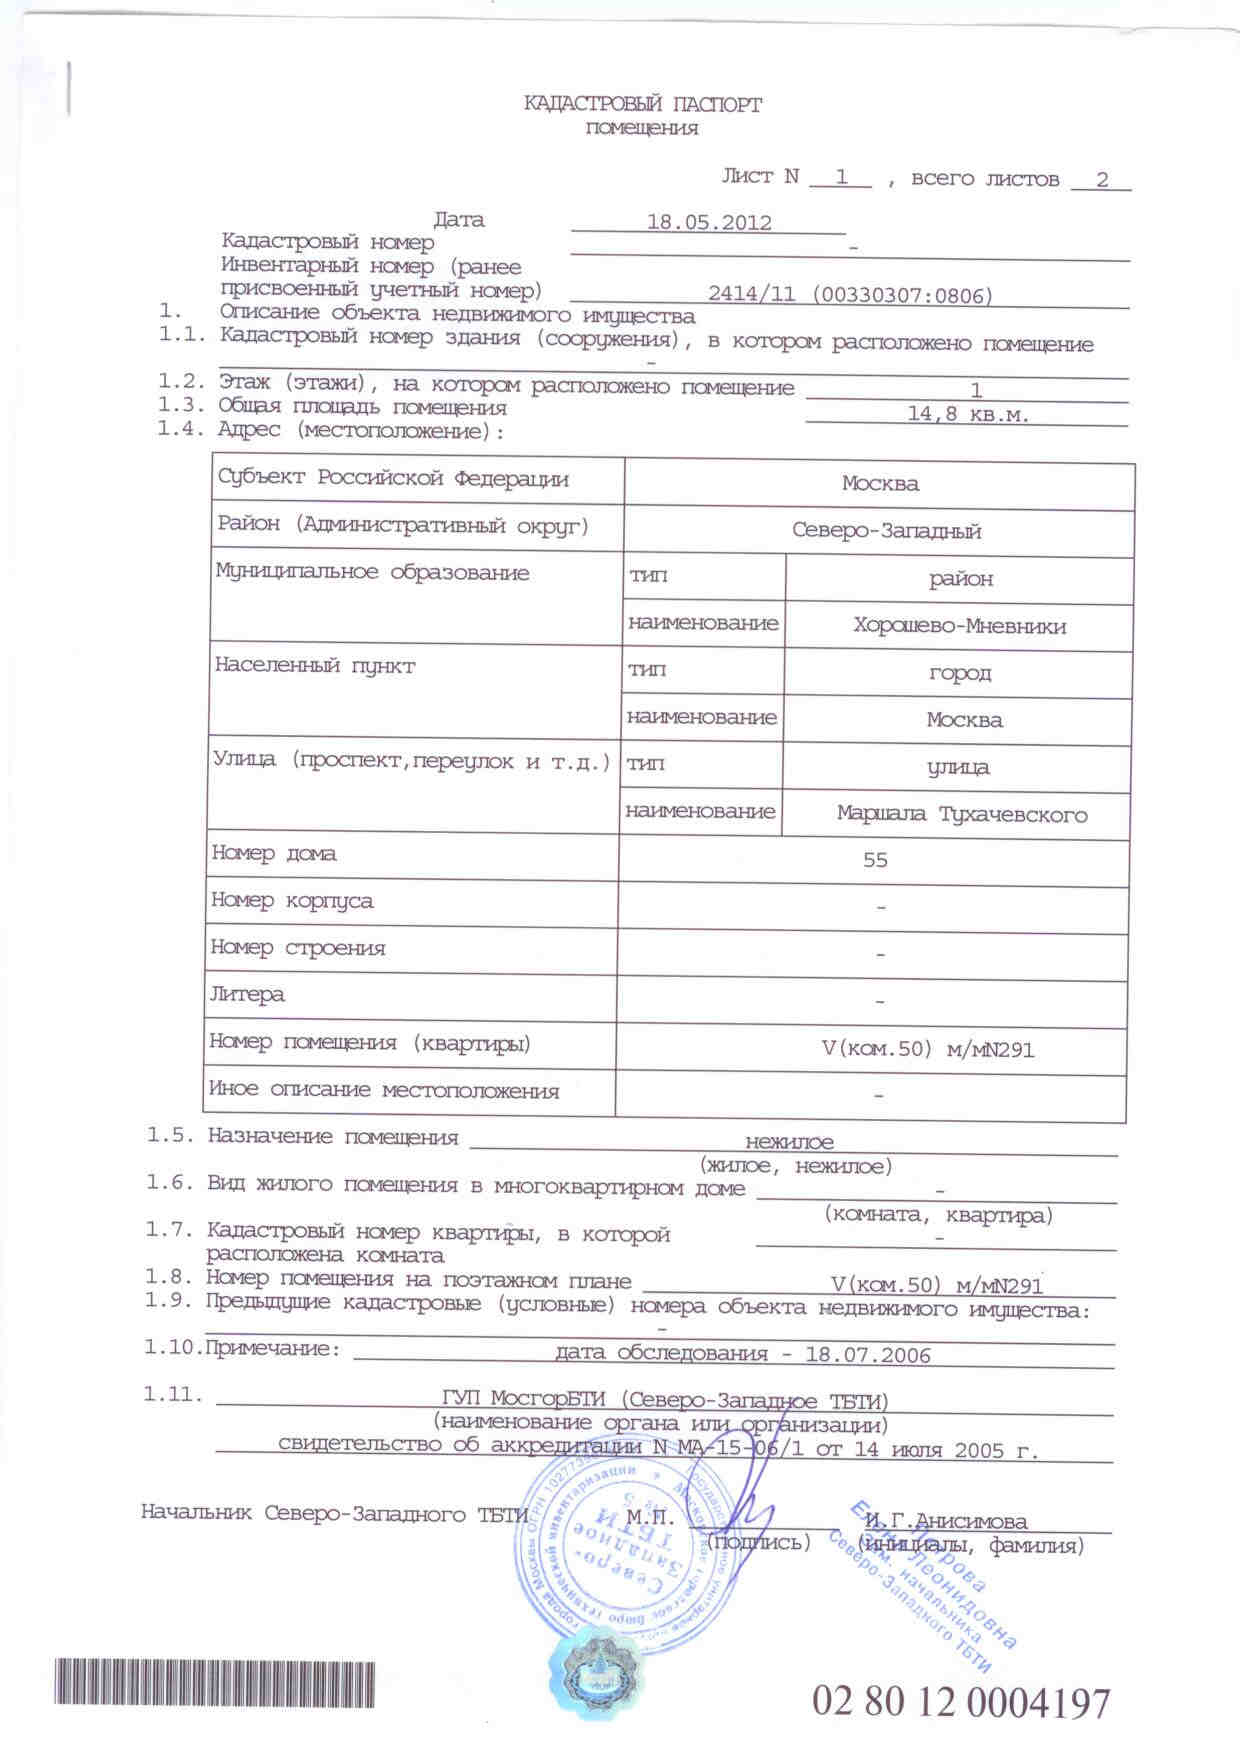 КАДАСТРОВЫЙ ПАСПОРТ
помещения
Лист N 1 , всего листов 2
Дата 18.05.2012
Кадастровый номер -
Инвентарный номер (ранее
присвоенный учетный номер) 2414/11 (00330307:0806)
1. Описание объекта недвижимого имущества
1.1. Кадастровый номер здания (сооружения), в котором расположено помещение
-
1.2. Этаж (этажи), на котором расположено помещение 1
1.3. Общая площадь помещения 14,8 кв.м.
1.4. Адрес (местоположение):
Субъект Российской Федерации Москва
Район (Административный округ) Северо-Западный
Муниципальное образование тип район
наименование Хорошево-Мневники
Населенный пункт тип город
наименование Москва
Улица (проспект,переулок и т.д.) тип улица
наименование Маршала Тухачевского
Номер дома 55
Номер корпуса -
Номер строения -
Литера -
Номер помещения (квартиры) V(ком.50) м/мN291
Иное описание местоположения -
1.5. Назначение помещения нежилое
(жилое, нежилое)
1.6. Вид жилого помещения в многоквартирном доме -
(комната, квартира)
1.7. Кадастровый номер квартиры, в которой -
расположена комната
1.8. Номер помещения на поэтажном плане V(ком.50) м/мN291
1.9. Предыдущие кадастровые (условные) номера объекта недвижимого имущества:
-
1.10.Примечание: дата обследования - 18.07.2006
1.11. ГУП МосгорБТИ (Северо-Западное ТБТИ)
(наименование органа или организации)
свидетельство об аккредитации N МА-15-06/1 от 14 июля 2005 г.
Начальник Северо-Западного ТБТИ М.П. И.Г.Анисимова
(подпись) (инициалы, фамилия)
Северо-
Западное
ТБТИ
№ 5
Петрова
Елена Леонидовна
Зам. начальника
Северо-Западного ТБТИ
02 80 12 0004197